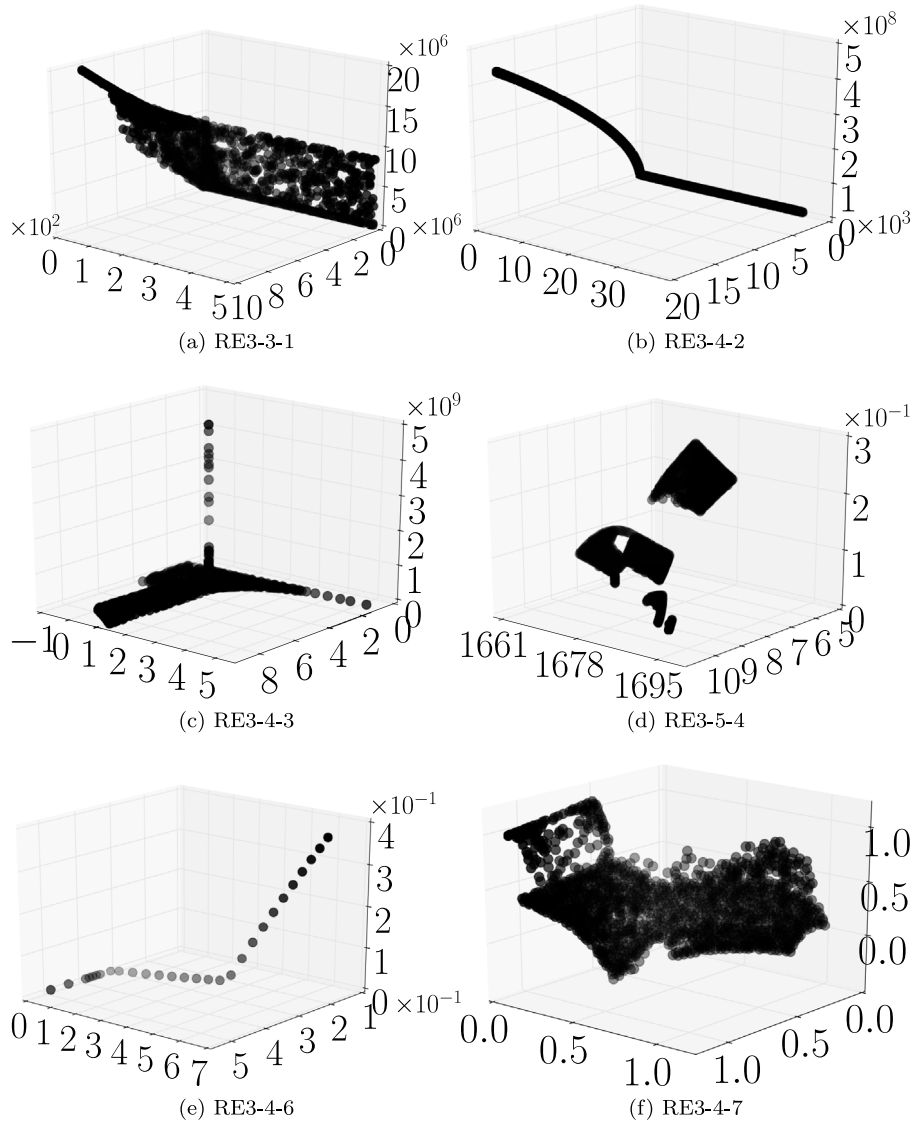 ×10⁶
20
15
10
5
0
×10²
×10⁶
0 1 2 3 4 5
10 8 6 4 2 0
(a) RE3-3-1
×10⁸
5
4
3
2
1
0
×10³
0 10 20 30
20 15 10 5 0
(b) RE3-4-2
×10⁹
5
4
3
2
1
0
−1 0 1 2 3 4 5
8 6 4 2 0
(c) RE3-4-3
×10⁻¹
3
2
1
0
1661 1678 1695
10 9 8 7 6 5
(d) RE3-5-4
×10⁻¹
4
3
2
1
0
×10⁻¹
0 1 2 3 4 5 6 7
5 4 3 2 1
(e) RE3-4-6
1.0
0.5
0.0
0.0 0.5 1.0
1.0 0.5 0.0
(f) RE3-4-7